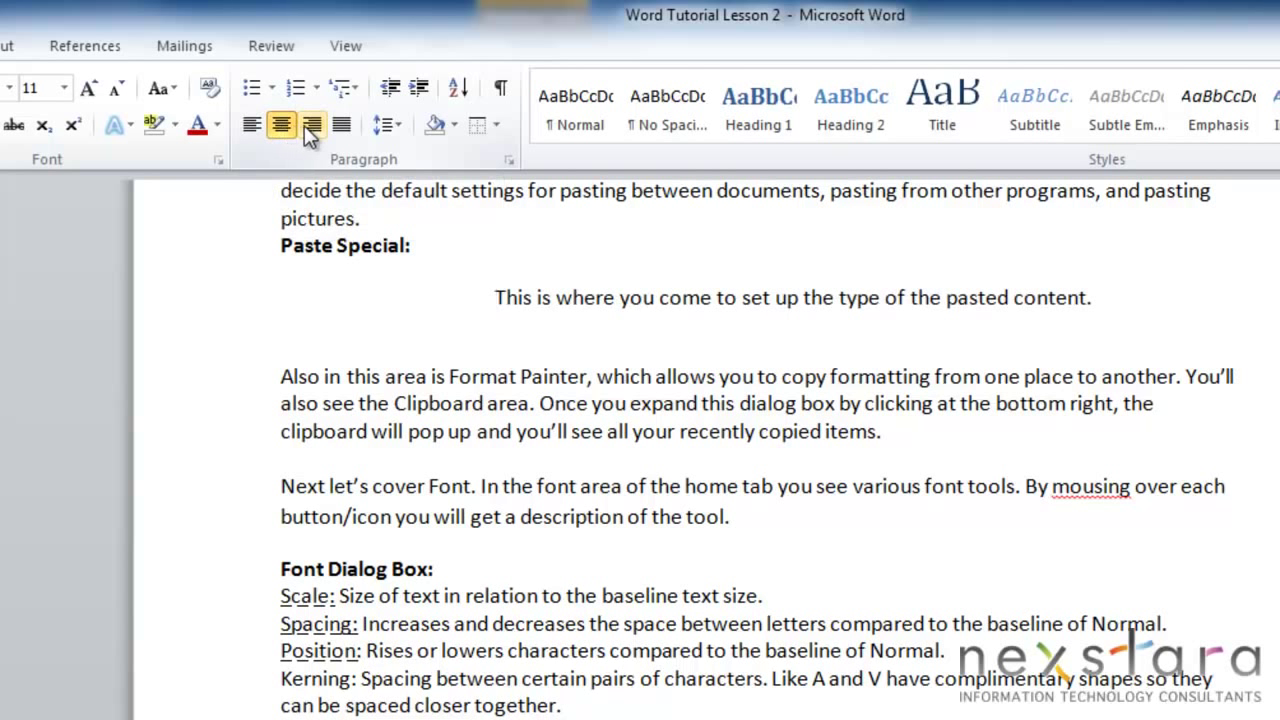 Word Tutorial Lesson 2 - Microsoft Word
ut References Mailings Review View
11 Aa
abc X₂ X² A ab A
Font Paragraph Styles
AaBbCcDc AaBbCcDc AaBbC AaBbCc AaB AaBbCc. AaBbCcDt AaBbCcDt
¶ Normal ¶ No Spaci... Heading 1 Heading 2 Title Subtitle Subtle Em... Emphasis
decide the default settings for pasting between documents, pasting from other programs, and pasting
pictures.
Paste Special:
This is where you come to set up the type of the pasted content.
Also in this area is Format Painter, which allows you to copy formatting from one place to another. You’ll
also see the Clipboard area. Once you expand this dialog box by clicking at the bottom right, the
clipboard will pop up and you’ll see all your recently copied items.
Next let’s cover Font. In the font area of the home tab you see various font tools. By mousing over each
button/icon you will get a description of the tool.
Font Dialog Box:
Scale: Size of text in relation to the baseline text size.
Spacing: Increases and decreases the space between letters compared to the baseline of Normal.
Position: Rises or lowers characters compared to the baseline of Normal.
Kerning: Spacing between certain pairs of characters. Like A and V have complimentary shapes so they
can be spaced closer together.
nexstara
INFORMATION TECHNOLOGY CONSULTANTS